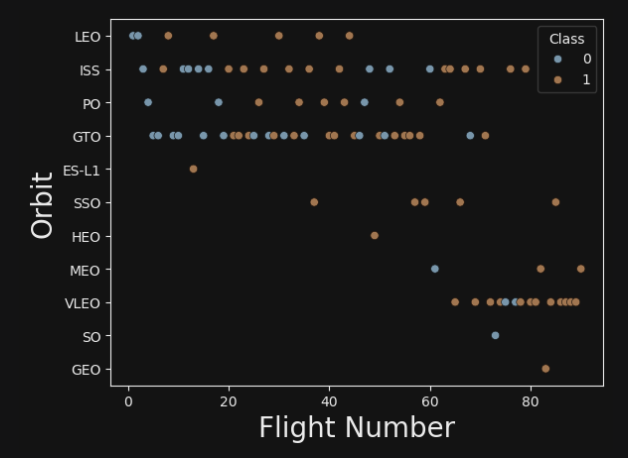 Class
0
1
LEO
ISS
PO
GTO
ES-L1
SSO
HEO
MEO
VLEO
SO
GEO
Orbit
0 20 40 60 80
Flight Number